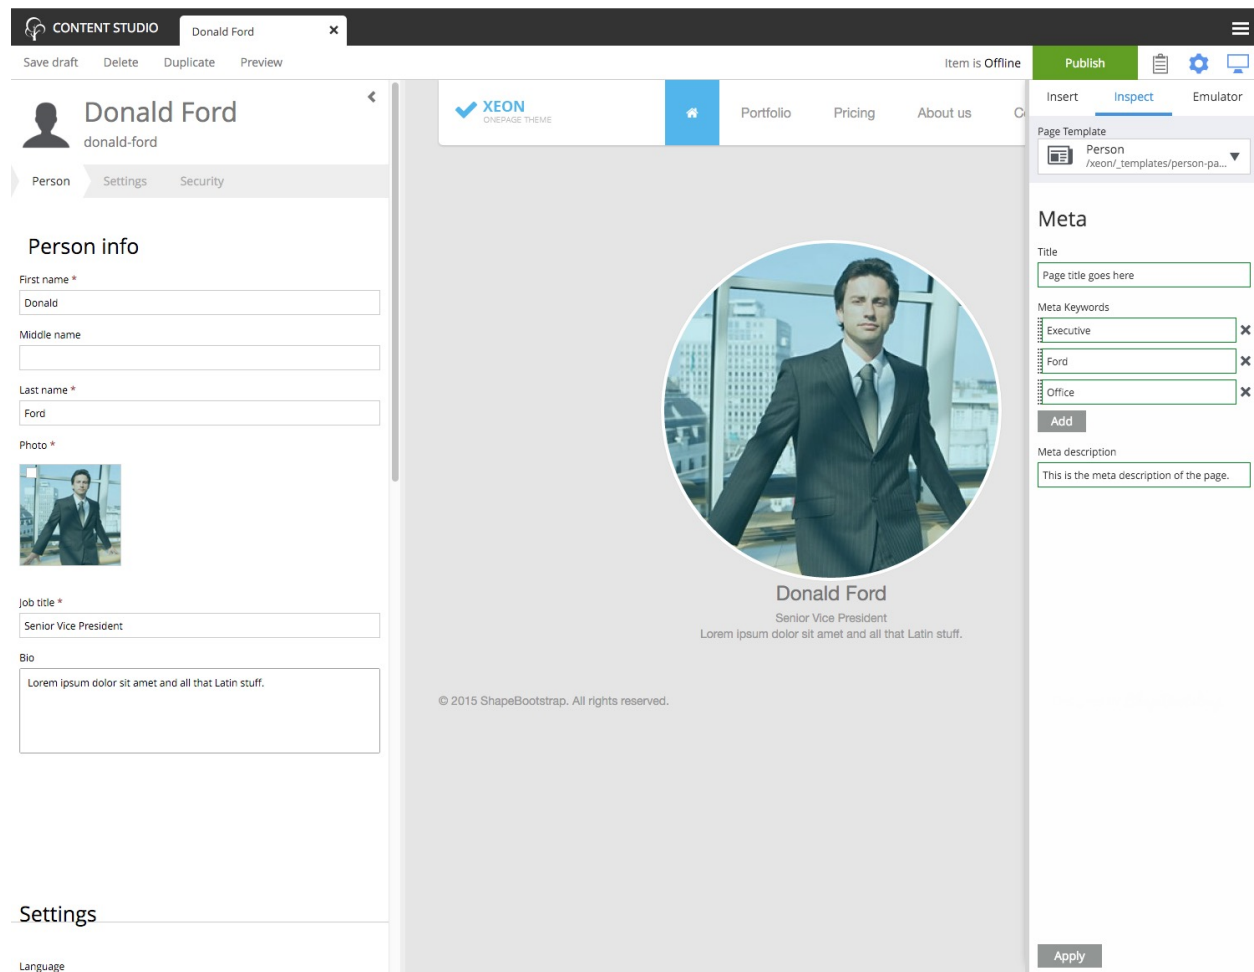 CONTENT STUDIO
Donald Ford
Save draft Delete Duplicate Preview
Item is Offline
Publish
Donald Ford
donald-ford
Person Settings Security
Person info
First name *
Donald
Middle name
Last name *
Ford
Photo *
Job title *
Senior Vice President
Bio
Lorem ipsum dolor sit amet and all that Latin stuff.
Settings
Language
XEON
ONEPAGE THEME
Portfolio Pricing About us
Donald Ford
Senior Vice President
Lorem ipsum dolor sit amet and all that Latin stuff.
© 2015 ShapeBootstrap. All rights reserved.
Insert Inspect Emulator
Page Template
Person
/xeon/_templates/person-pa...
Meta
Title
Page title goes here
Meta Keywords
Executive
Ford
Office
Add
Meta description
This is the meta description of the page.
Apply